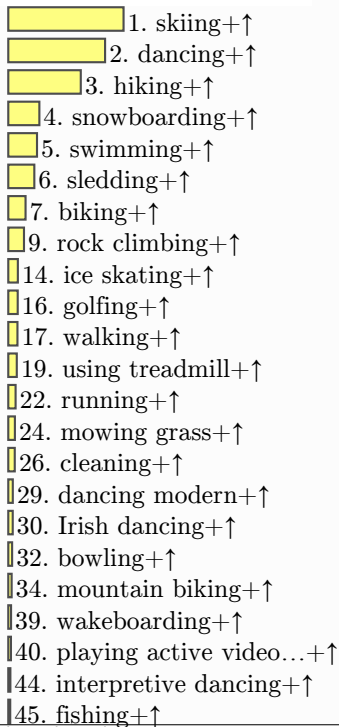 1. skiing+↑
2. dancing+↑
3. hiking+↑
4. snowboarding+↑
5. swimming+↑
6. sledding+↑
7. biking+↑
9. rock climbing+↑
14. ice skating+↑
16. golfing+↑
17. walking+↑
19. using treadmill+↑
22. running+↑
24. mowing grass+↑
26. cleaning+↑
29. dancing modern+↑
30. Irish dancing+↑
32. bowling+↑
34. mountain biking+↑
39. wakeboarding+↑
40. playing active video...+↑
44. interpretive dancing+↑
45. fishing+↑